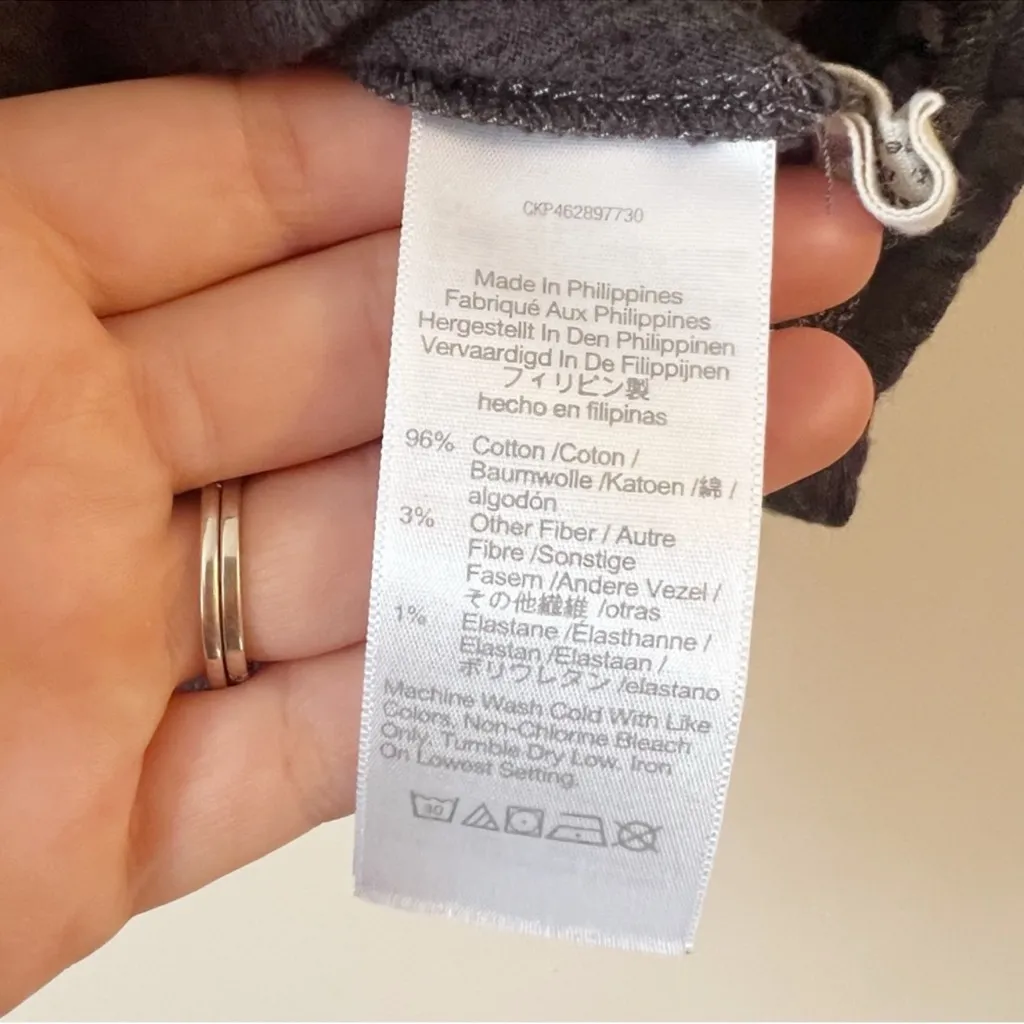 CKP462897730
Made In Philippines
Fabriqué Aux Philippines
Hergestellt In Den Philippinen
Vervaardigd In De Filippijnen
フィリピン製
hecho en filipinas
96% Cotton /Coton /
Baumwolle /Katoen /綿 /
algodón
3% Other Fiber / Autre
Fibre /Sonstige
Fasern /Andere Vezel /
その他繊維 /otras
1% Elastane /Élasthanne /
Elastan /Elastaan /
ポリウレタン /elastano
Machine Wash Cold With Like
Colors, Non-Chlorine Bleach
Only. Tumble Dry Low. Iron
On Lowest Setting.
30